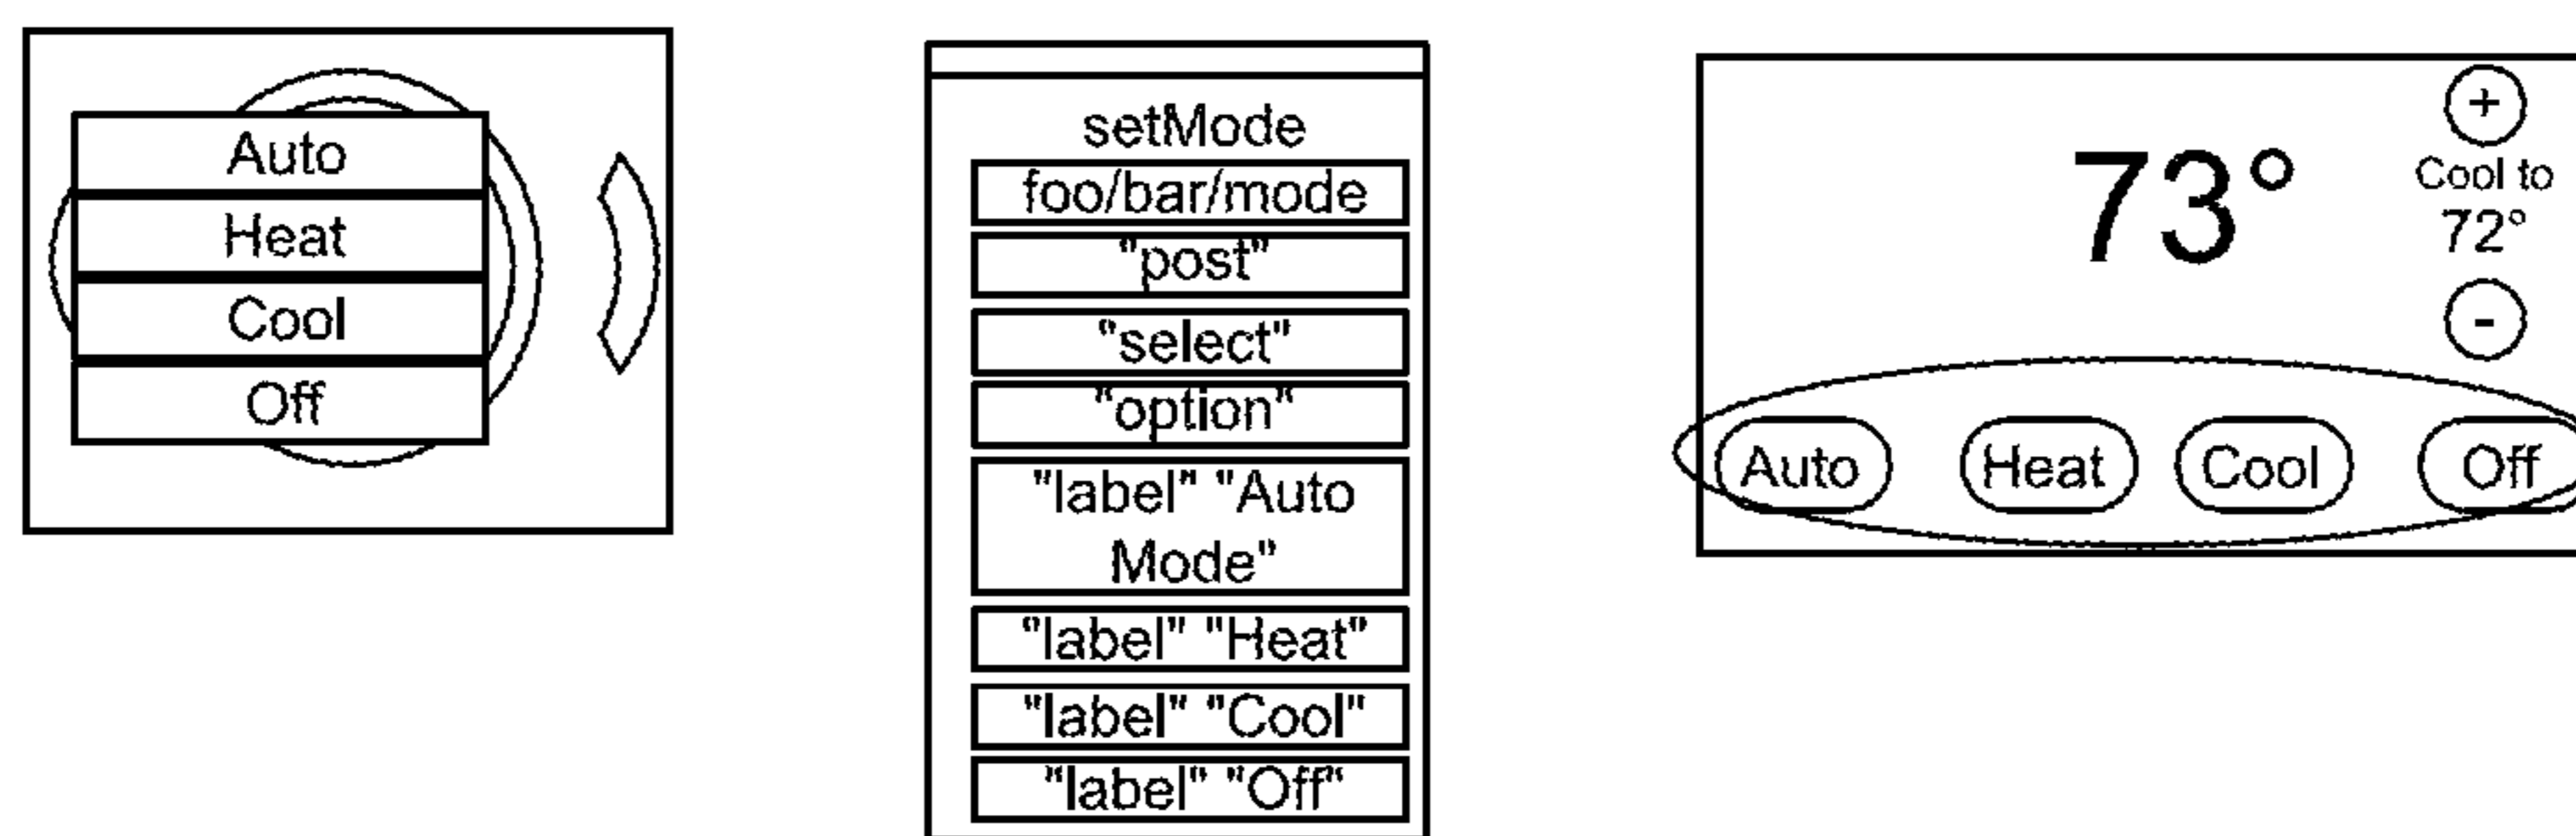 Auto
Heat
Cool
Off
setMode
foo/bar/mode
"post"
"select"
"option"
"label" "Auto
Mode"
"label" "Heat"
"label" "Cool"
"label" "Off"
+
73°
Cool to
72°
-
Auto Heat Cool Off